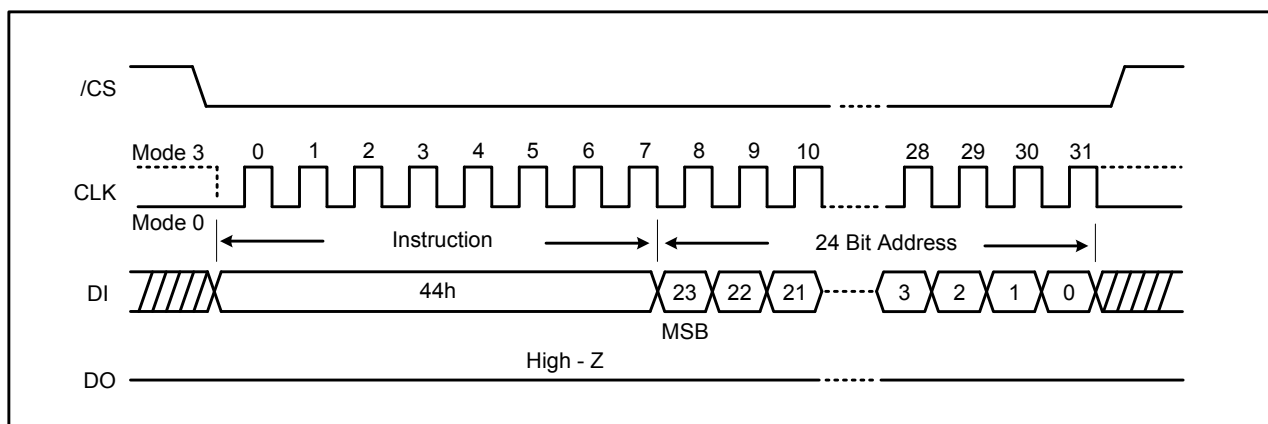 /CS
Mode 3 0 1 2 3 4 5 6 7 8 9 10 28 29 30 31
CLK
Mode 0
Instruction 24 Bit Address
DI 44h 23 22 21 3 2 1 0
MSB
High - Z
DO